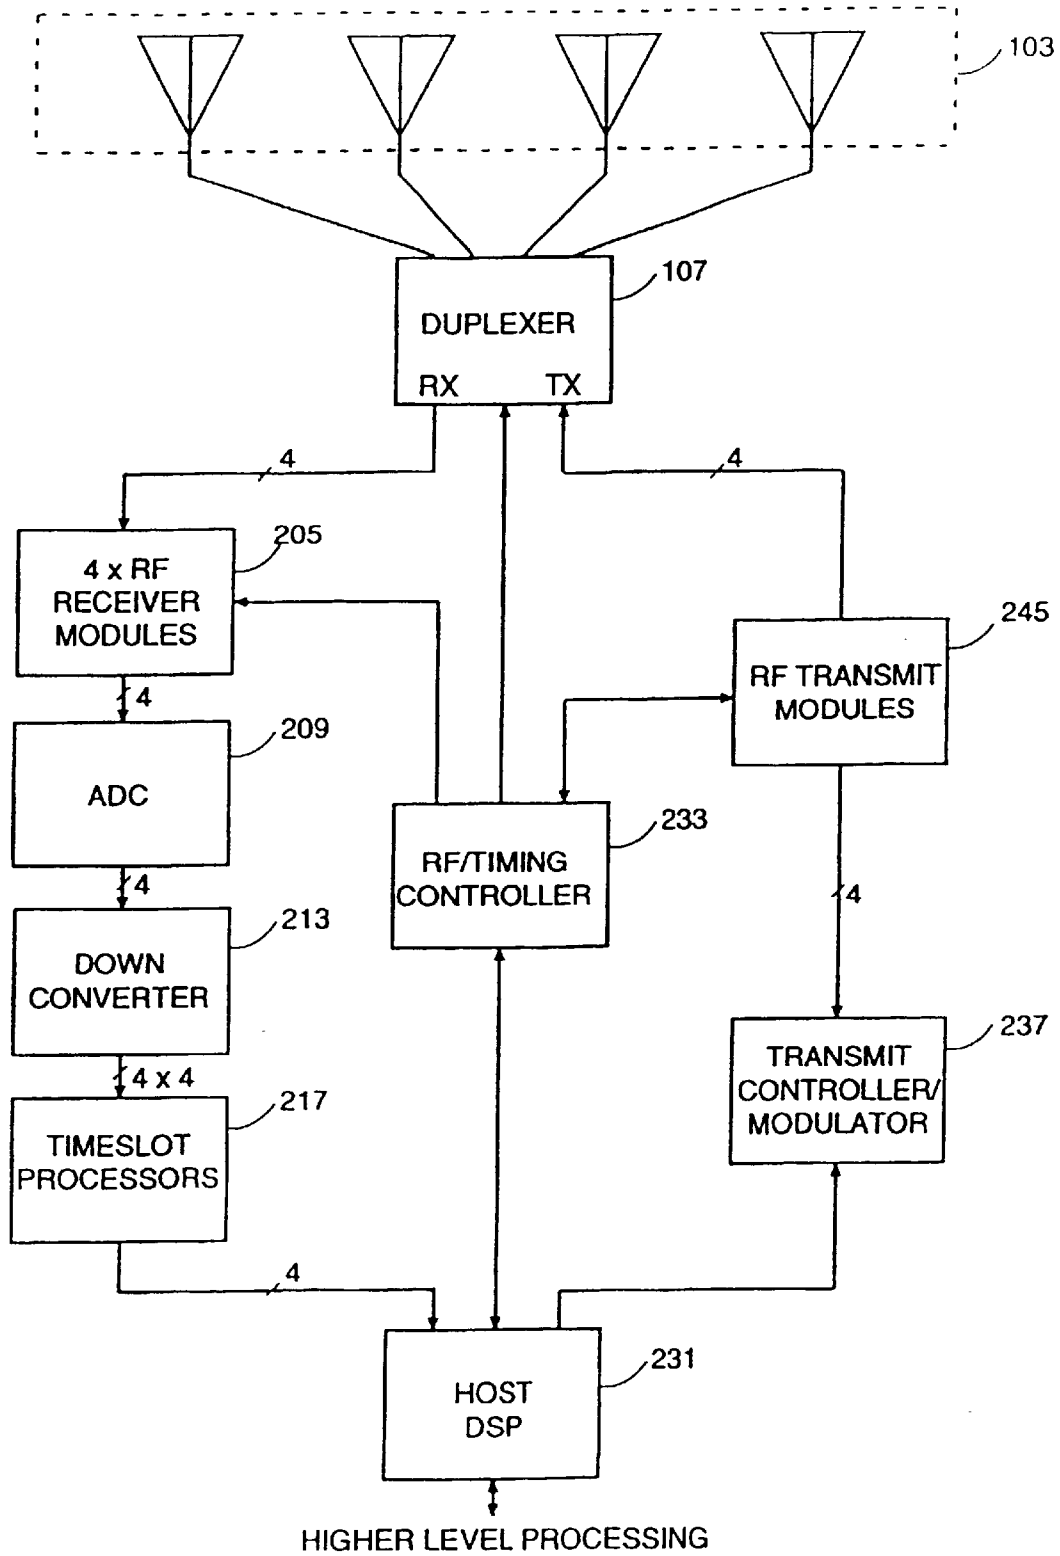 103
107
DUPLEXER
RX TX
4
4
205
4 x RF
RECEIVER
MODULES
245
RF TRANSMIT
MODULES
4
209
ADC
233
RF/TIMING
CONTROLLER
4
4
213
DOWN
CONVERTER
237
TRANSMIT
CONTROLLER/
MODULATOR
4 x 4
217
TIMESLOT
PROCESSORS
4
231
HOST
DSP
HIGHER LEVEL PROCESSING